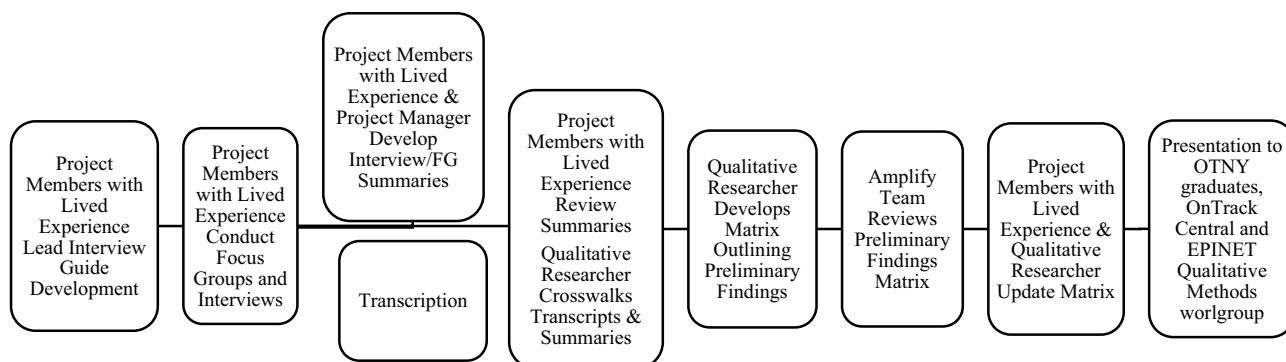 Project
Members with
Lived
Experience
Lead Interview
Guide
Development
Project
Members
with Lived
Experience
Conduct
Focus
Groups and
Interviews
Project Members
with Lived
Experience &
Project Manager
Develop
Interview/FG
Summaries
Transcription
Project
Members with
Lived
Experience
Review
Summaries
Qualitative
Researcher
Crosswalks
Transcripts &
Summaries
Qualitative
Researcher
Develops
Matrix
Outlining
Preliminary
Findings
Amplify
Team
Reviews
Preliminary
Findings
Matrix
Project
Members with
Lived
Experience &
Qualitative
Researcher
Update Matrix
Presentation to
OTNY
graduates,
OnTrack
Central and
EPINET
Qualitative
Methods
worlgroup